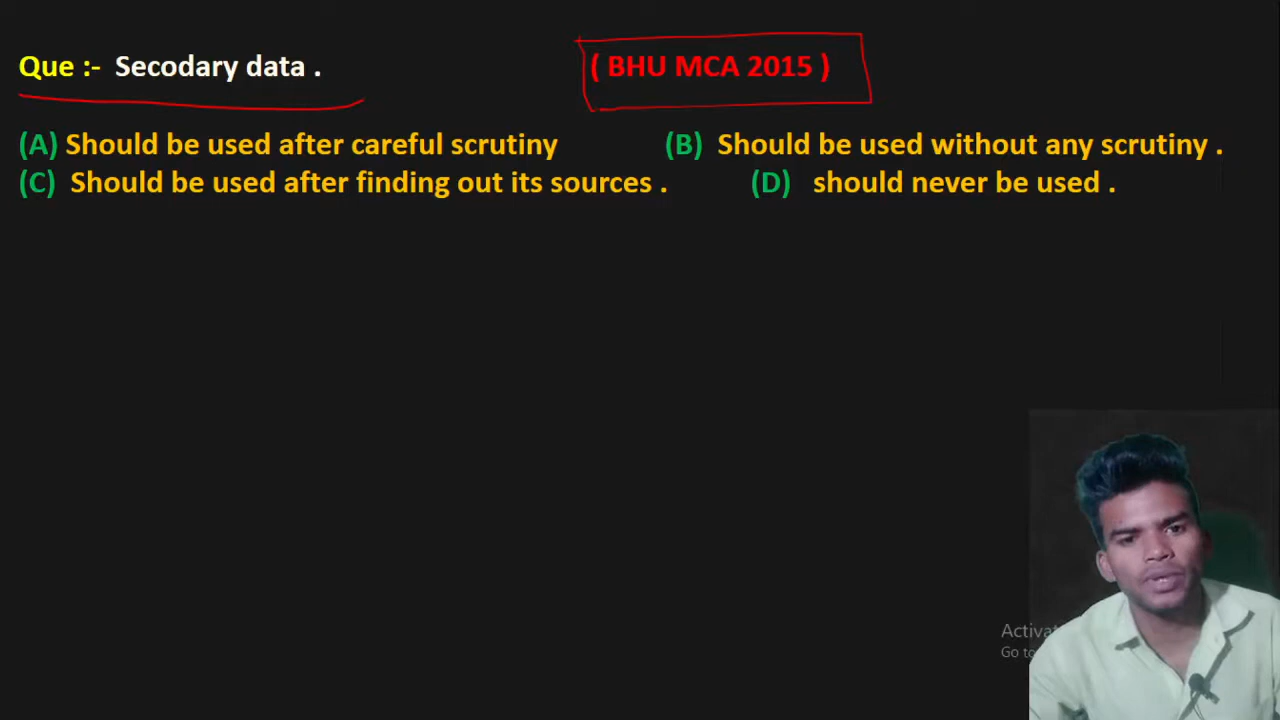 Que :- Secodary data . ( BHU MCA 2015 )
(A) Should be used after careful scrutiny (B) Should be used without any scrutiny .
(C) Should be used after finding out its sources . (D) should never be used .
Go to